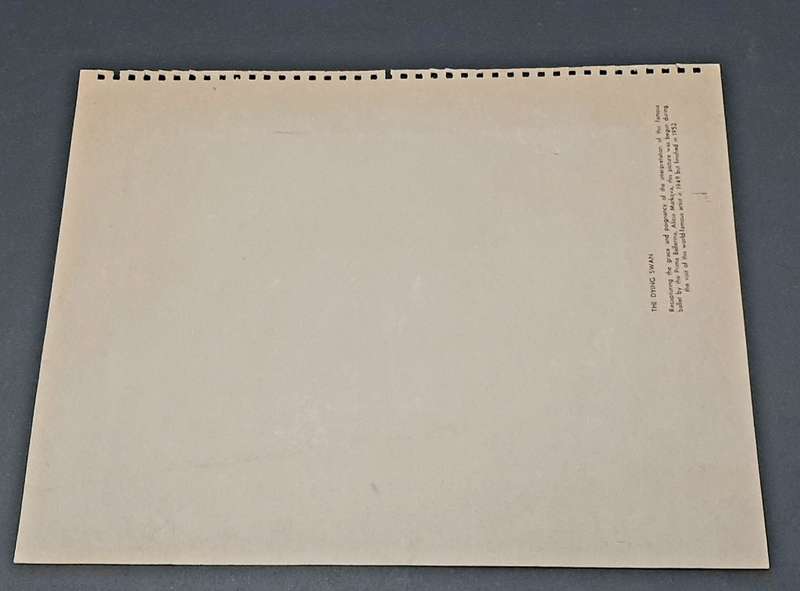 THE DYING SWAN
Recapturing the grace and poignance of the interpretation of this famous
ballet by the Prima Ballerina, Alicia Markova, this picture was begun during
the visit of this world-famous artist in 1949 but finished in 1952